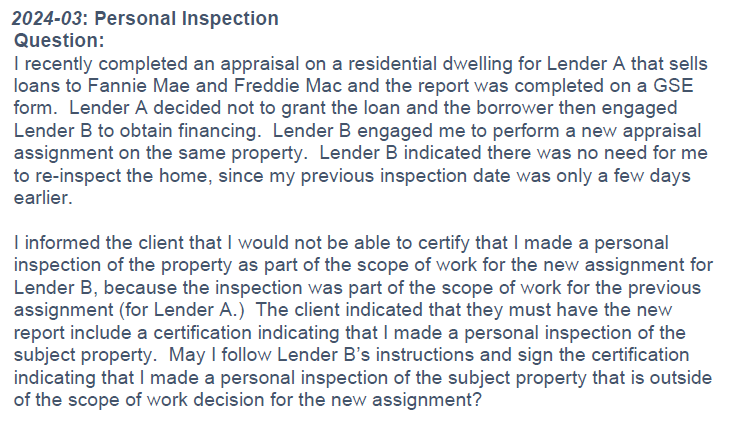 2024-03: Personal Inspection
Question:
I recently completed an appraisal on a residential dwelling for Lender A that sells
loans to Fannie Mae and Freddie Mac and the report was completed on a GSE
form.  Lender A decided not to grant the loan and the borrower then engaged
Lender B to obtain financing.  Lender B engaged me to perform a new appraisal
assignment on the same property.  Lender B indicated there was no need for me
to re-inspect the home, since my previous inspection date was only a few days
earlier.
I informed the client that I would not be able to certify that I made a personal
inspection of the property as part of the scope of work for the new assignment for
Lender B, because the inspection was part of the scope of work for the previous
assignment (for Lender A.)  The client indicated that they must have the new
report include a certification indicating that I made a personal inspection of the
subject property.  May I follow Lender B's instructions and sign the certification
indicating that I made a personal inspection of the subject property that is outside
of the scope of work decision for the new assignment?